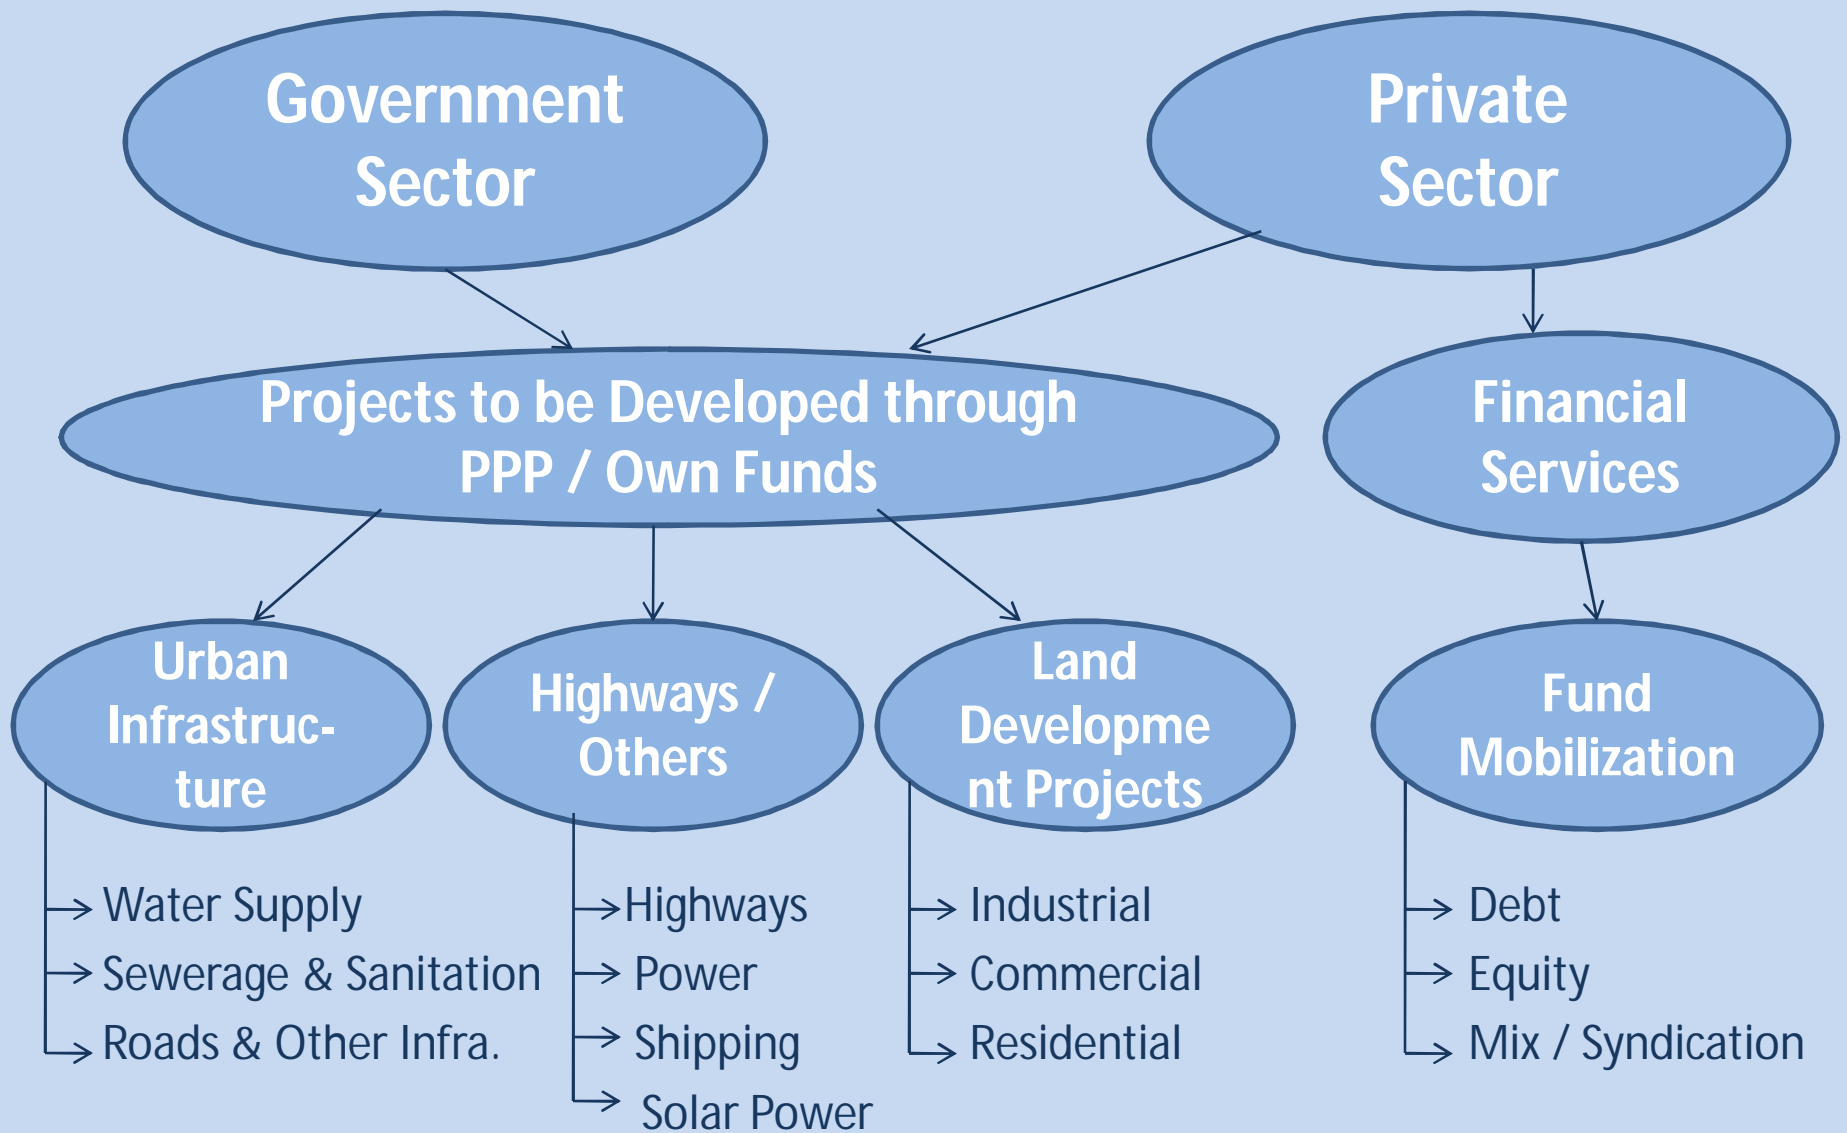 Government
Sector
Private
Sector
Projects to be Developed through
PPP / Own Funds
Financial
Services
Urban
Infrastruc-
ture
Highways /
Others
Land
Developme
nt Projects
Fund
Mobilization
Water Supply
Sewerage & Sanitation
Roads & Other Infra.
Highways
Power
Shipping
Solar Power
Industrial
Commercial
Residential
Debt
Equity
Mix / Syndication